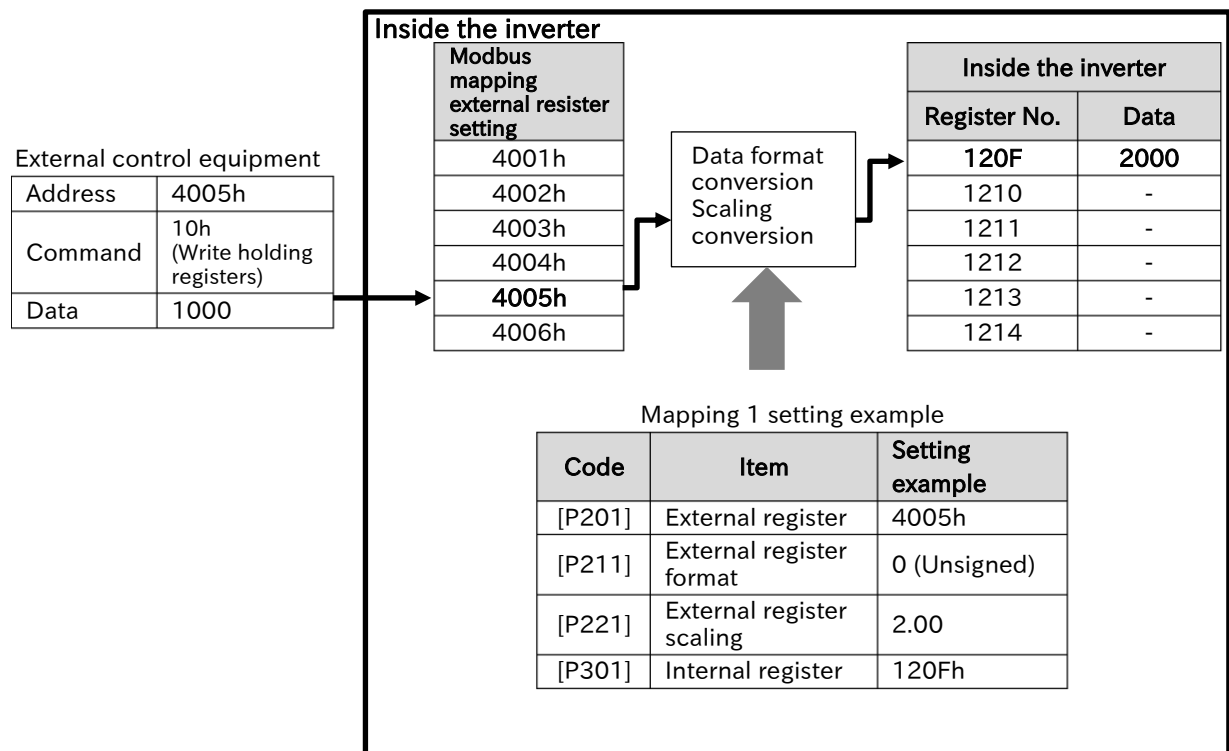 Inside the inverter
Modbus
mapping
external resister
setting
4001h
4002h
4003h
4004h
4005h
4006h
External control equipment
Address 4005h
Command 10h
(Write holding
registers)
Data 1000
Data format
conversion
Scaling
conversion
Inside the inverter
Register No. Data
120F 2000
1210 -
1211 -
1212 -
1213 -
1214 -
Mapping 1 setting example
Code Item Setting
example
[P201] External register 4005h
[P211] External register
format 0 (Unsigned)
[P221] External register
scaling 2.00
[P301] Internal register 120Fh